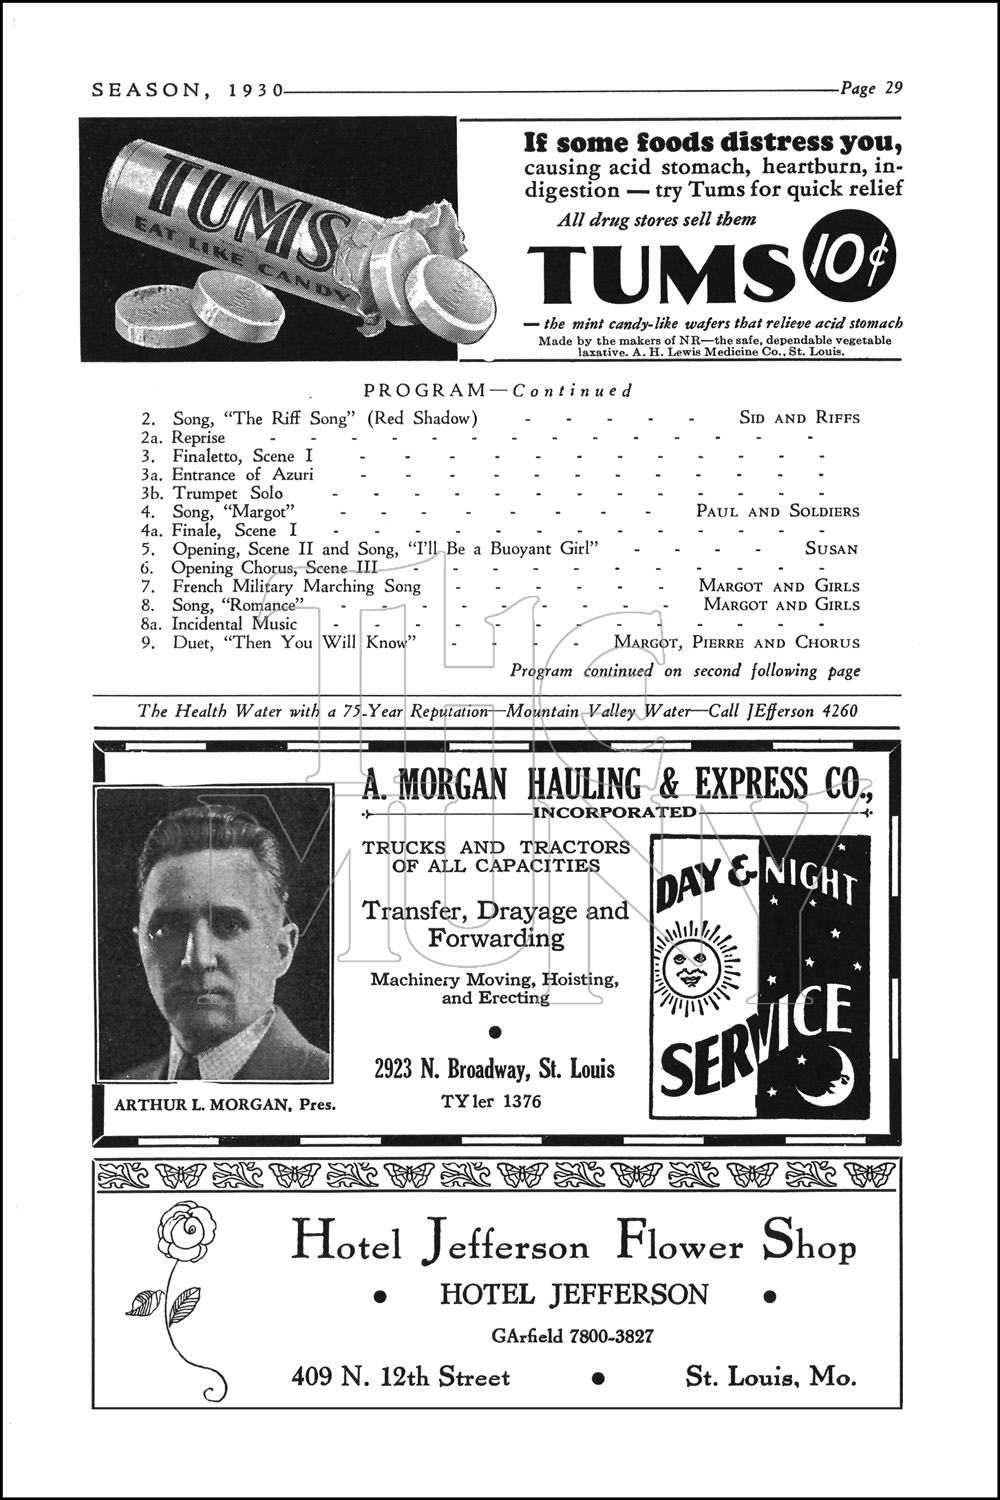 SEASON, 1930
Page 29
TUMS
EAT LIKE CANDY
If some foods distress you,
causing acid stomach, heartburn, in-
digestion — try Tums for quick relief
All drug stores sell them
TUMS 10¢
— the mint candy-like wafers that relieve acid stomach
Made by the makers of NR—the safe, dependable vegetable
laxative. A. H. Lewis Medicine Co., St. Louis.
PROGRAM—Continued
2. Song, “The Riff Song” (Red Shadow) - - - - - SID AND RIFFS
2a. Reprise - - - - - - - - - - - - - -
3. Finaletto, Scene I - - - - - - - - - - - -
3a. Entrance of Azuri - - - - - - - - - - - -
3b. Trumpet Solo - - - - - - - - - - - - -
4. Song, “Margot” - - - - - - - - - PAUL AND SOLDIERS
4a. Finale, Scene I - - - - - - - - - - - - -
5. Opening, Scene II and Song, “I’ll Be a Buoyant Girl” - - - - SUSAN
6. Opening Chorus, Scene III - - - - - - - - - - -
7. French Military Marching Song - - - - - - MARGOT AND GIRLS
8. Song, “Romance” - - - - - - - - - MARGOT AND GIRLS
8a. Incidental Music - - - - - - - - - - - - -
9. Duet, “Then You Will Know” - - - - MARGOT, PIERRE AND CHORUS
Program continued on second following page
The Health Water with a 75-Year Reputation—Mountain Valley Water—Call JEfferson 4260
THE
MUNY
A. MORGAN HAULING & EXPRESS CO.,
INCORPORATED
TRUCKS AND TRACTORS
OF ALL CAPACITIES
Transfer, Drayage and
Forwarding
Machinery Moving, Hoisting,
and Erecting
2923 N. Broadway, St. Louis
TYler 1376
ARTHUR L. MORGAN, Pres.
DAY & NIGHT
SERVICE
Hotel Jefferson Flower Shop
• HOTEL JEFFERSON •
GArfield 7800-3827
409 N. 12th Street • St. Louis, Mo.